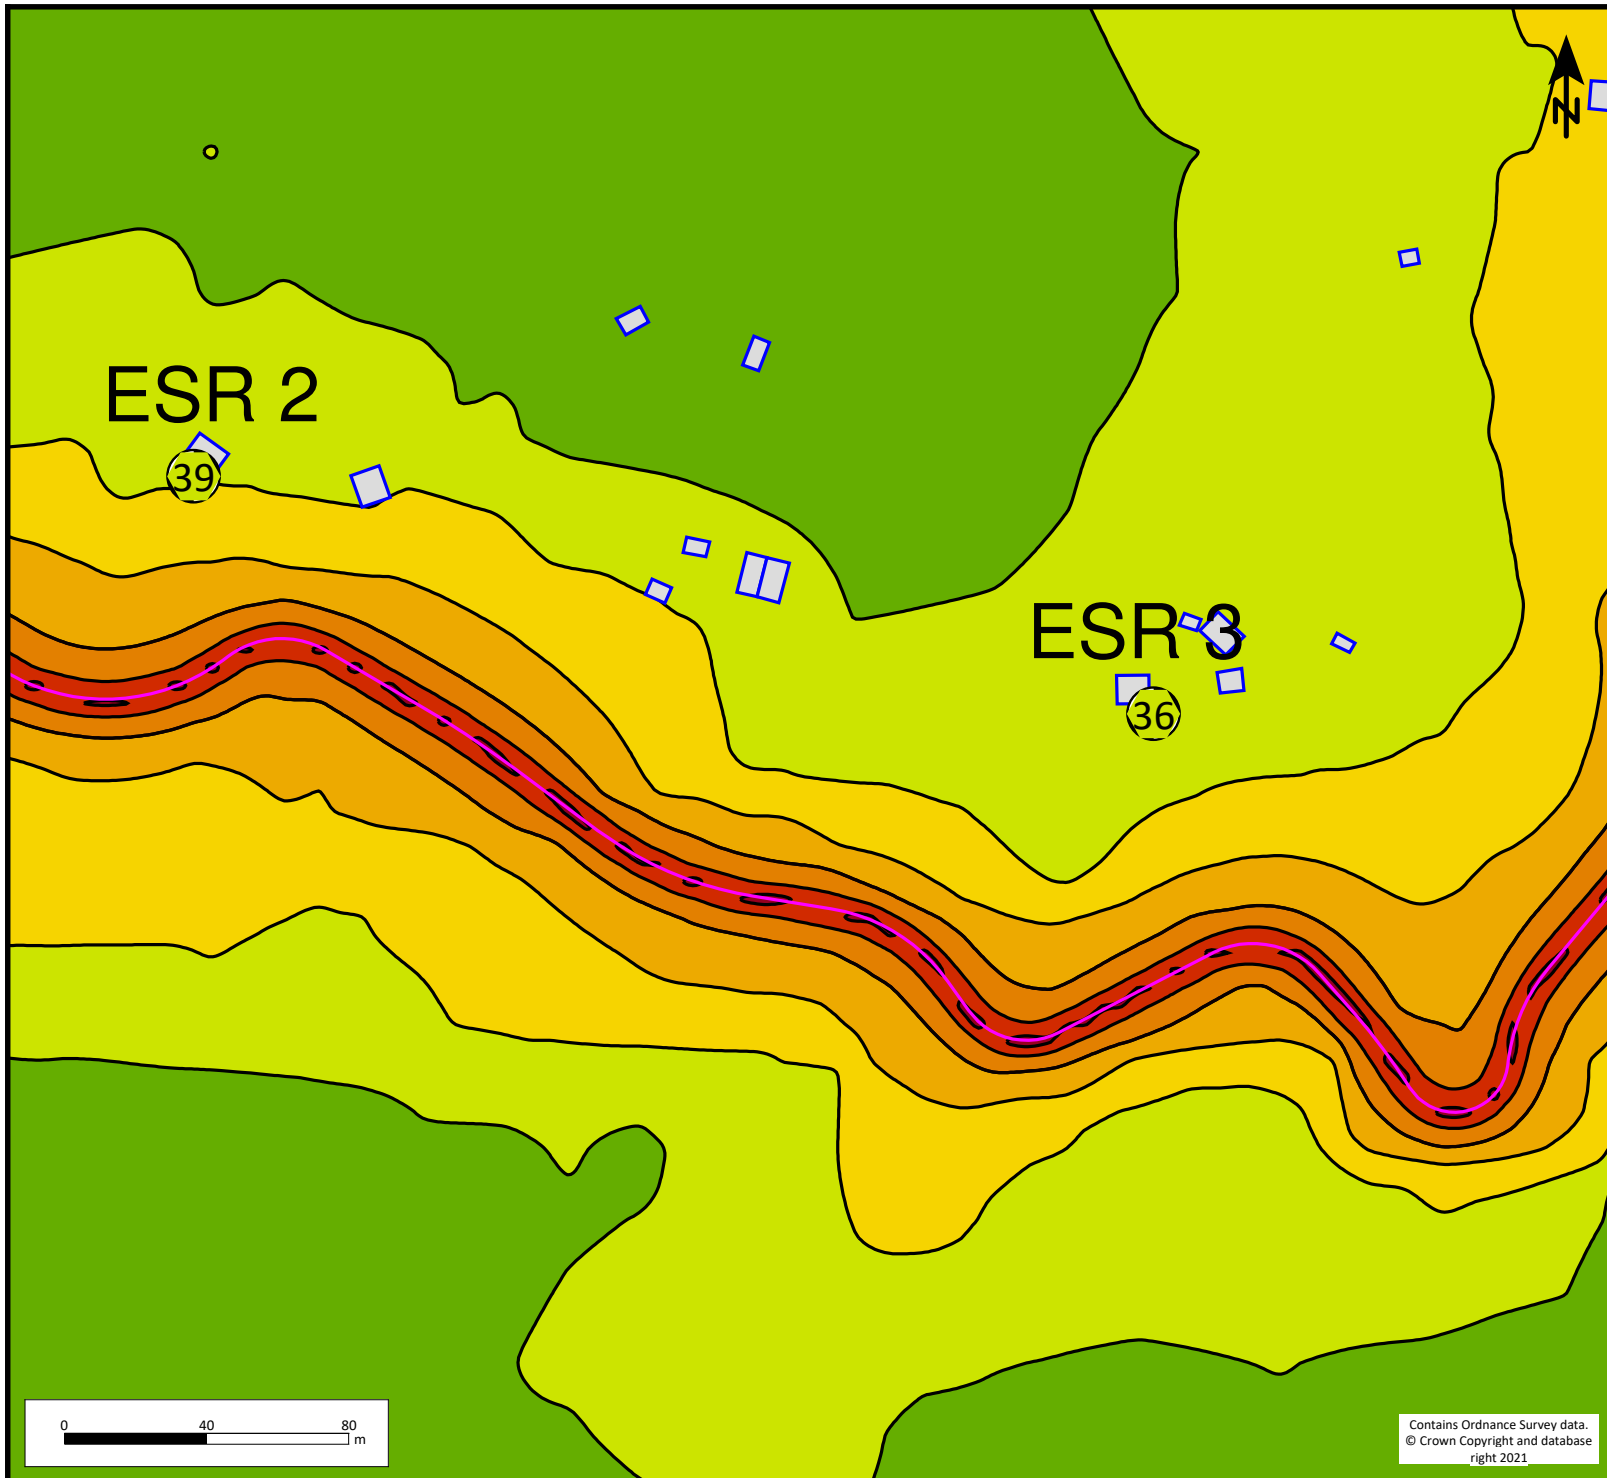 N
ESR 2
39
ESR 3
36
0 40 80
m
Contains Ordnance Survey data.
© Crown Copyright and database
right 2021